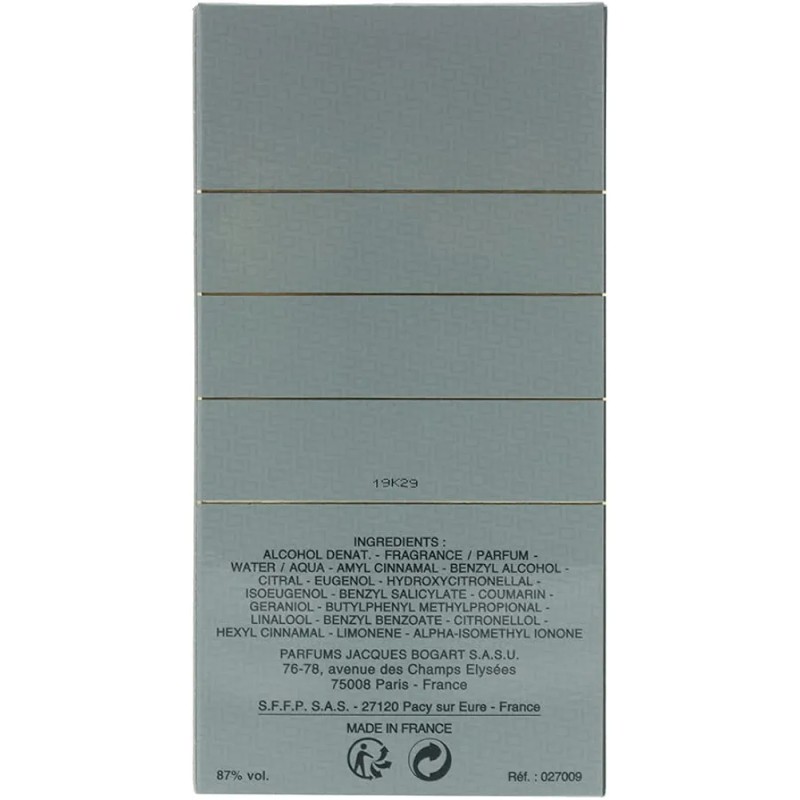 19K29
INGREDIENTS :
ALCOHOL DENAT. - FRAGRANCE / PARFUM -
WATER / AQUA - AMYL CINNAMAL - BENZYL ALCOHOL -
CITRAL - EUGENOL - HYDROXYCITRONELLAL -
ISOEUGENOL - BENZYL SALICYLATE - COUMARIN -
GERANIOL - BUTYLPHENYL METHYLPROPIONAL -
LINALOOL - BENZYL BENZOATE - CITRONELLOL -
HEXYL CINNAMAL - LIMONENE - ALPHA-ISOMETHYL IONONE
PARFUMS JACQUES BOGART S.A.S.U.
76-78, avenue des Champs Elysées
75008 Paris - France
S.F.F.P. S.A.S. - 27120 Pacy sur Eure - France
MADE IN FRANCE
87% vol.
Réf. : 027009